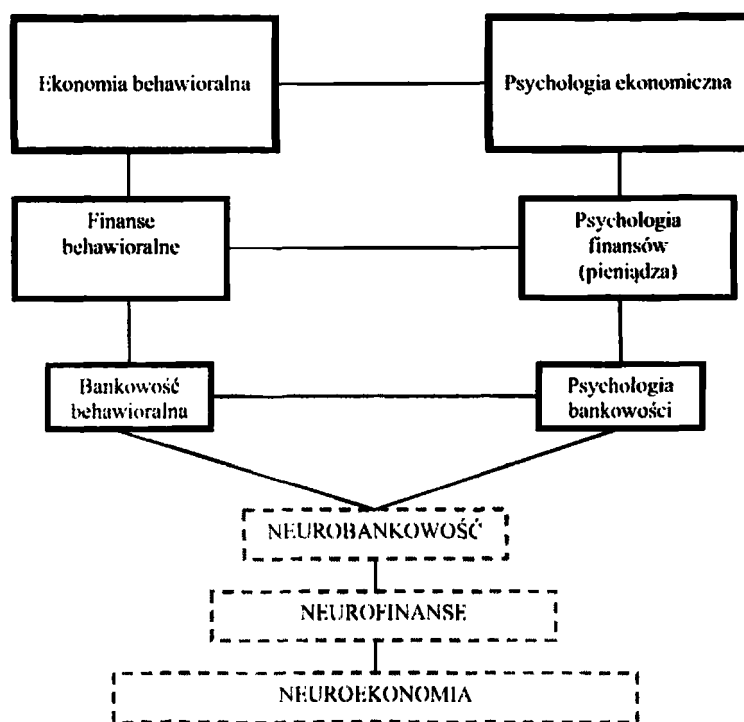 Ekonomia behawioralna
Psychologia ekonomiczna
Finanse
behawioralne
Psychologia
finansów
(pieniądza)
Bankowość
behawioralna
Psychologia
bankowości
NEUROBANKOWOŚĆ
NEUROFINANSE
NEUROEKONOMIA